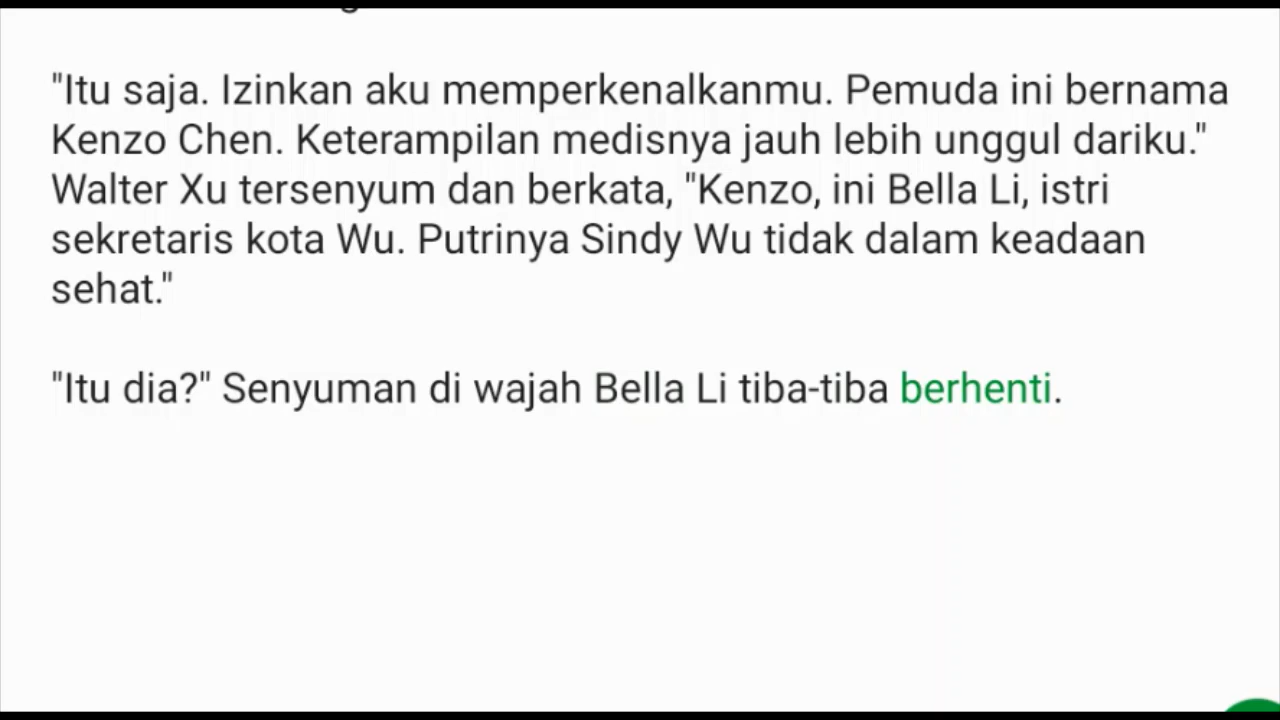 "Itu saja. Izinkan aku memperkenalkanmu. Pemuda ini bernama
Kenzo Chen. Keterampilan medisnya jauh lebih unggul dariku."
Walter Xu tersenyum dan berkata, "Kenzo, ini Bella Li, istri
sekretaris kota Wu. Putrinya Sindy Wu tidak dalam keadaan
sehat."
"Itu dia?" Senyuman di wajah Bella Li tiba-tiba berhenti.